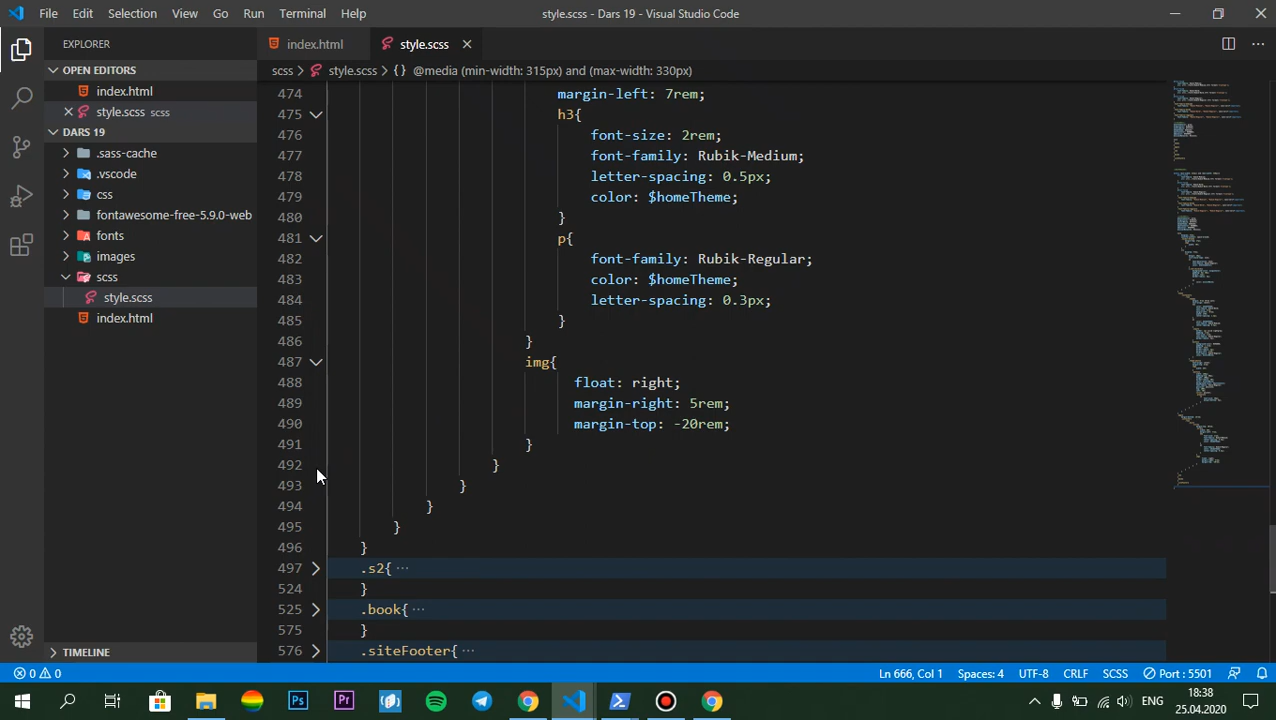 File Edit Selection View Go Run Terminal Help style.scss - Dars 19 - Visual Studio Code
EXPLORER
OPEN EDITORS
index.html
style.scss scss
DARS 19
.sass-cache
.vscode
css
fontawesome-free-5.9.0-web
fonts
images
scss
style.scss
index.html
TIMELINE
index.html style.scss
scss style.scss {} @media (min-width: 315px) and (max-width: 330px)
474 margin-left: 7rem;
475 h3{
476 font-size: 2rem;
477 font-family: Rubik-Medium;
478 letter-spacing: 0.5px;
479 color: $homeTheme;
480 }
481 p{
482 font-family: Rubik-Regular;
483 color: $homeTheme;
484 letter-spacing: 0.3px;
485 }
486 }
487 img{
488 float: right;
489 margin-right: 5rem;
490 margin-top: -20rem;
491 }
492 }
493 }
494 }
495 }
496 }
497 .s2{ ···
524 }
525 .book{ ···
575 }
576 .siteFooter{ ···
0 0 Ln 666, Col 1 Spaces: 4 UTF-8 CRLF SCSS Port : 5501
Ps Pr ENG 18:38
25.04.2020